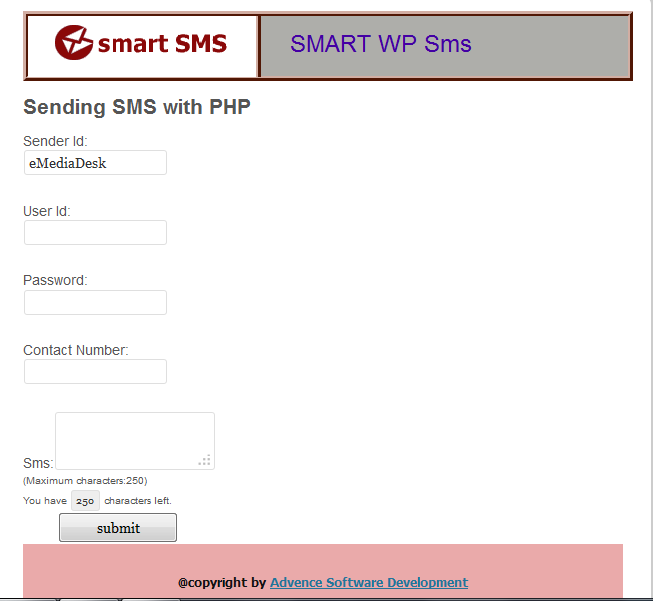 smart SMS SMART WP Sms
Sending SMS with PHP
Sender Id:
eMediaDesk
User Id:
Password:
Contact Number:
Sms:
(Maximum characters:250)
You have 250 characters left.
submit
@copyright by Advence Software Development